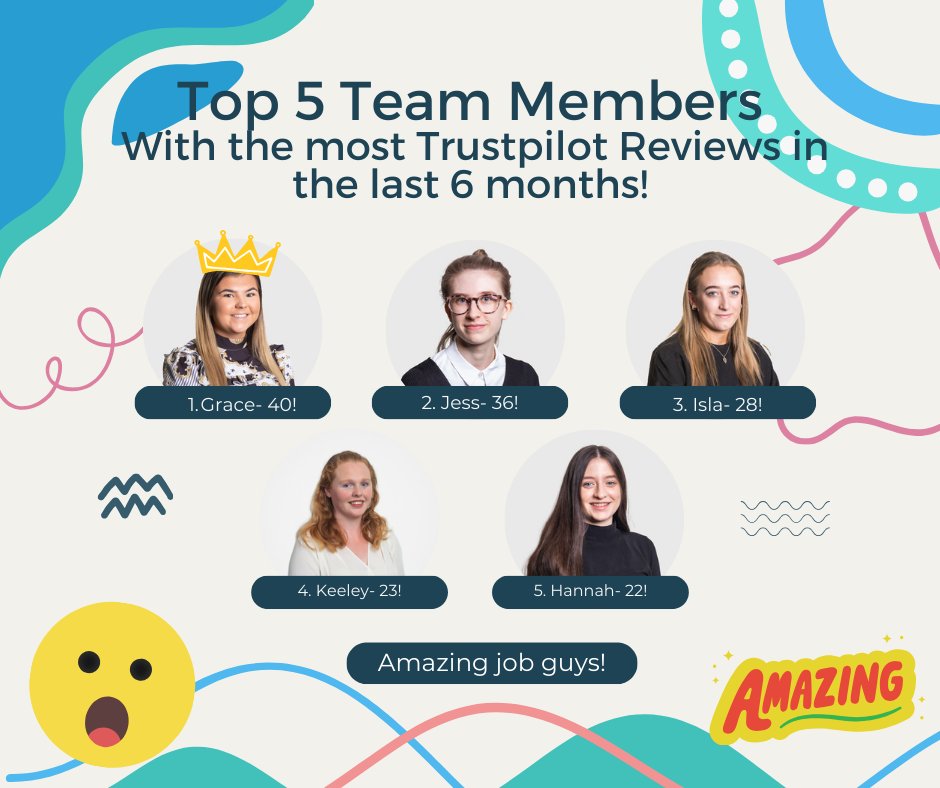 Top 5 Team Members
With the most Trustpilot Reviews in
the last 6 months!
1.Grace- 40!
2. Jess- 36!
3. Isla- 28!
4. Keeley- 23!
5. Hannah- 22!
Amazing job guys!
AMAZING